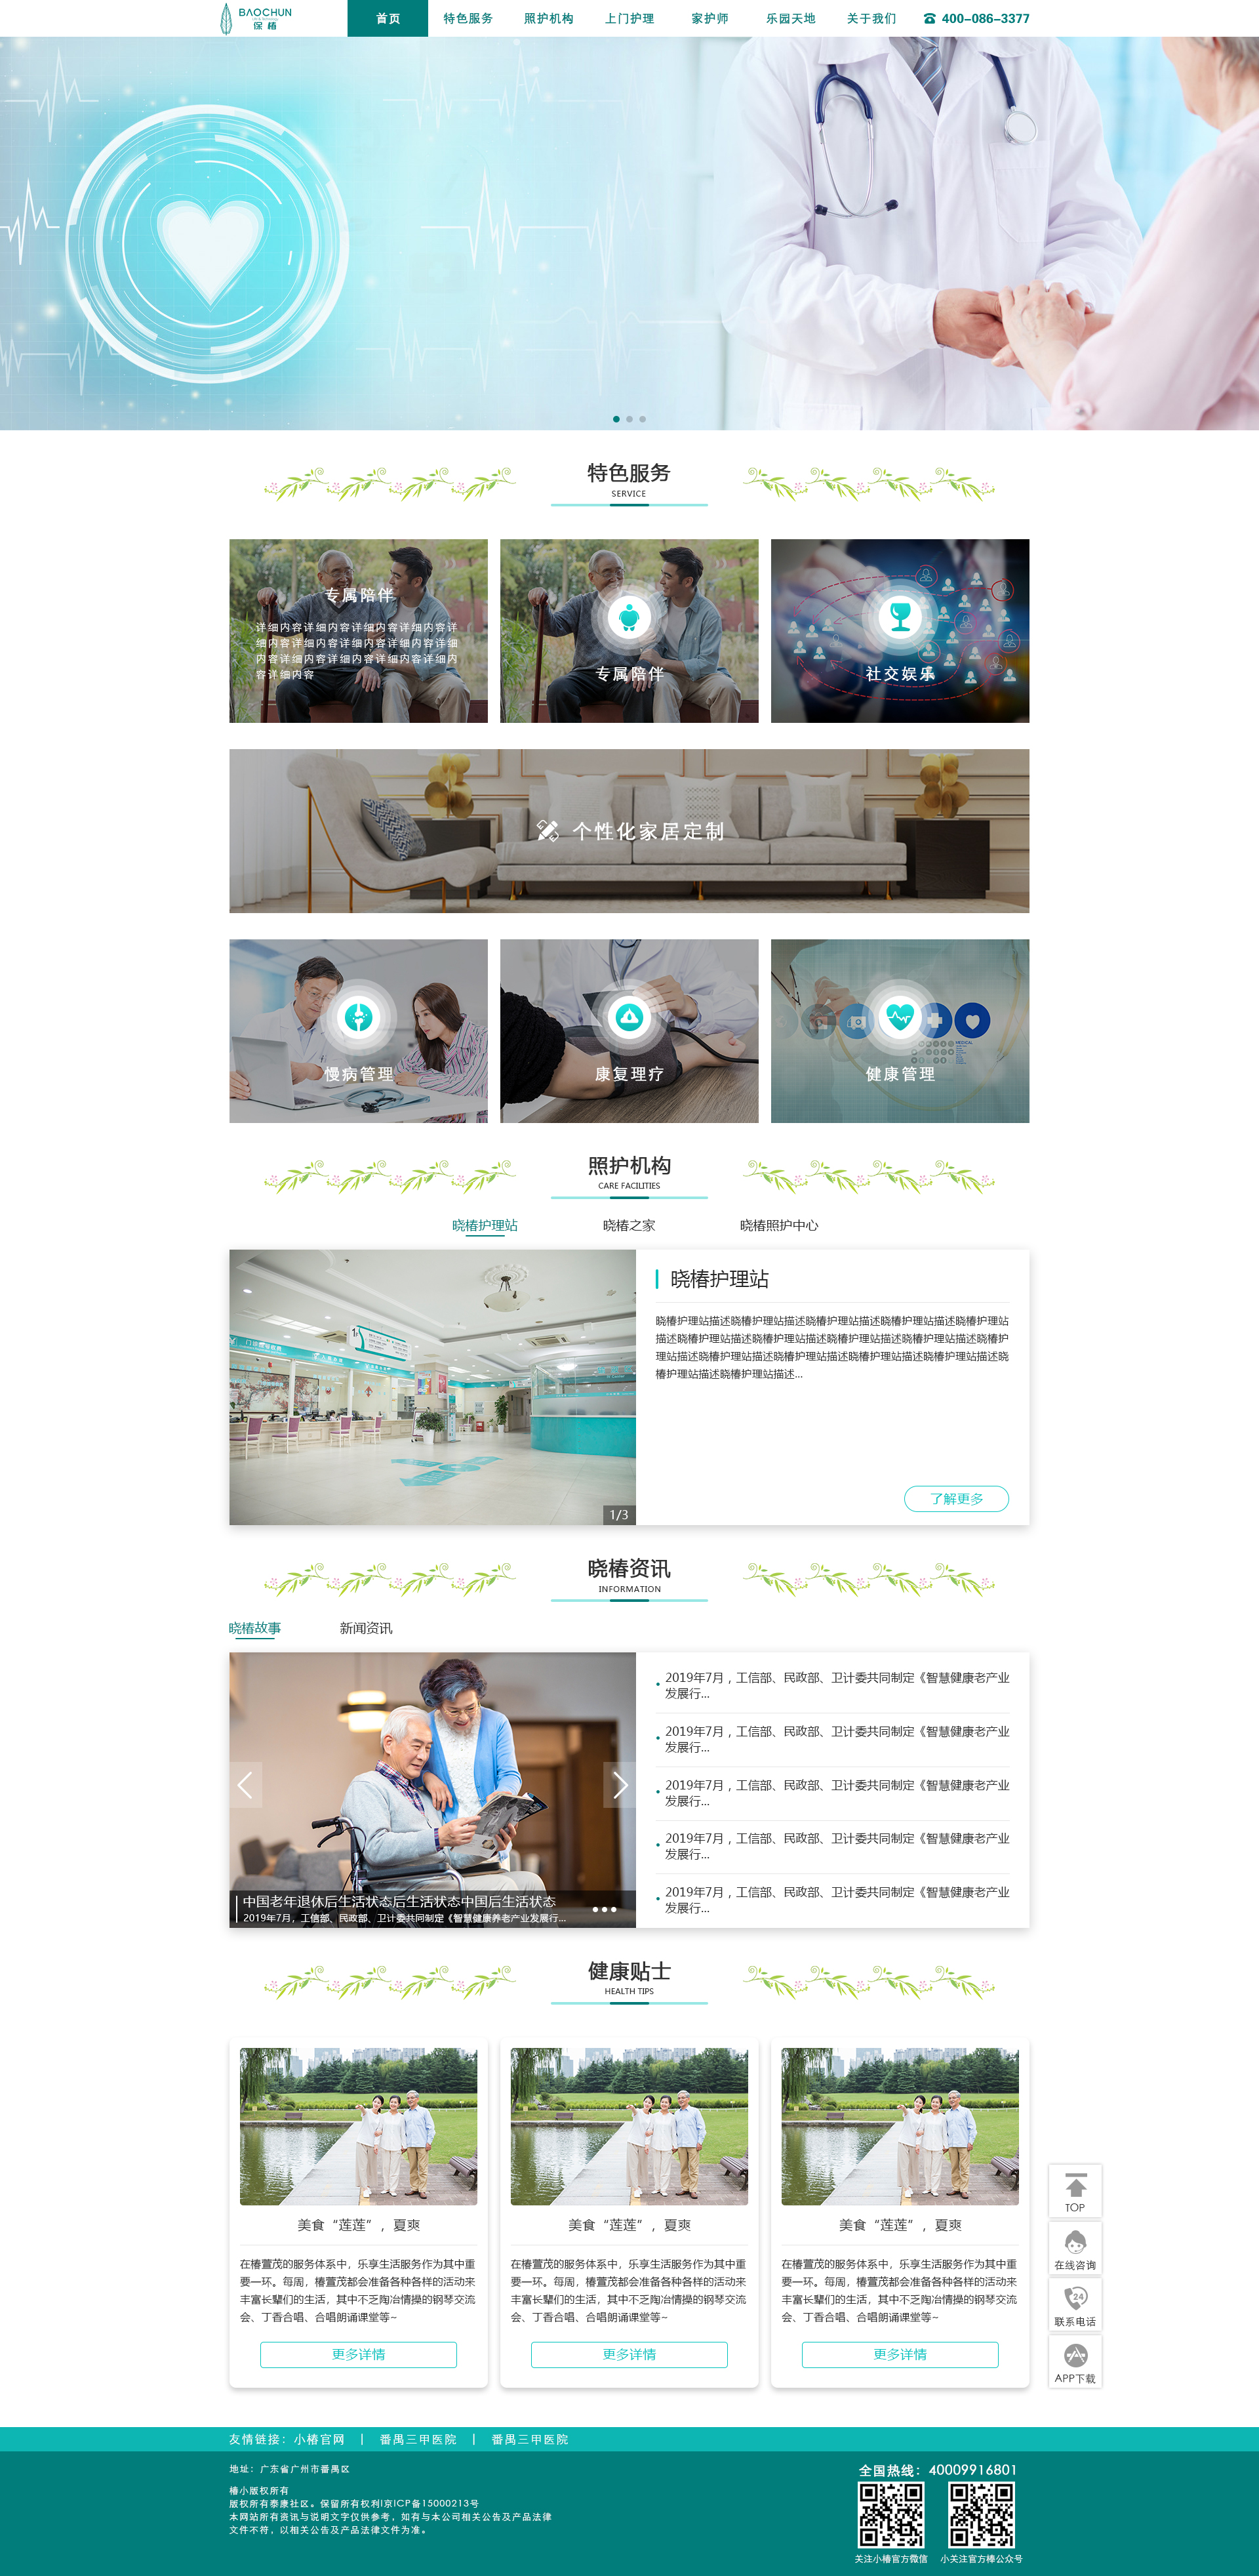 BAOCHUN
保椿
首页
特色服务
照护机构
上门护理
家护师
乐园天地
关于我们
400-086-3377
特色服务
SERVICE
专属陪伴
详细内容详细内容详细内容详细内容详
细内容详细内容详细内容详细内容详细
内容详细内容详细内容详细内容详细内
容详细内容
专属陪伴
社交娱乐
个性化家居定制
慢病管理
康复理疗
健康管理
照护机构
CARE FACILITIES
晓椿护理站
晓椿之家
晓椿照护中心
晓椿护理站
晓椿护理站描述晓椿护理站描述晓椿护理站描述晓椿护理站描述晓椿护理站
描述晓椿护理站描述晓椿护理站描述晓椿护理站描述晓椿护理站描述晓椿护
理站描述晓椿护理站描述晓椿护理站描述晓椿护理站描述晓椿护理站描述晓
椿护理站描述晓椿护理站描述...
1/3
了解更多
晓椿资讯
INFORMATION
晓椿故事
新闻资讯
中国老年退休后生活状态后生活状态中国后生活状态
2019年7月，工信部、民政部、卫计委共同制定《智慧健康养老产业发展行...
2019年7月，工信部、民政部、卫计委共同制定《智慧健康老产业
发展行...
2019年7月，工信部、民政部、卫计委共同制定《智慧健康老产业
发展行...
2019年7月，工信部、民政部、卫计委共同制定《智慧健康老产业
发展行...
2019年7月，工信部、民政部、卫计委共同制定《智慧健康老产业
发展行...
2019年7月，工信部、民政部、卫计委共同制定《智慧健康老产业
发展行...
健康贴士
HEALTH TIPS
美食“莲莲”，夏爽
在椿萱茂的服务体系中，乐享生活服务作为其中重
要一环。每周，椿萱茂都会准备各种各样的活动来
丰富长辈们的生活，其中不乏陶冶情操的钢琴交流
会、丁香合唱、合唱朗诵课堂等~
更多详情
美食“莲莲”，夏爽
在椿萱茂的服务体系中，乐享生活服务作为其中重
要一环。每周，椿萱茂都会准备各种各样的活动来
丰富长辈们的生活，其中不乏陶冶情操的钢琴交流
会、丁香合唱、合唱朗诵课堂等~
更多详情
美食“莲莲”，夏爽
在椿萱茂的服务体系中，乐享生活服务作为其中重
要一环。每周，椿萱茂都会准备各种各样的活动来
丰富长辈们的生活，其中不乏陶冶情操的钢琴交流
会、丁香合唱、合唱朗诵课堂等~
更多详情
TOP
在线咨询
24
联系电话
APP下载
友情链接：小椿官网 | 番禺三甲医院 | 番禺三甲医院
地址：广东省广州市番禺区
椿小版权所有
版权所有泰康社区。保留所有权利I京ICP备15000213号
本网站所有资讯与说明文字仅供参考，如有与本公司相关公告及产品法律
文件不符，以相关公告及产品法律文件为准。
全国热线：40009916801
关注小椿官方微信
小关注官方棒公众号